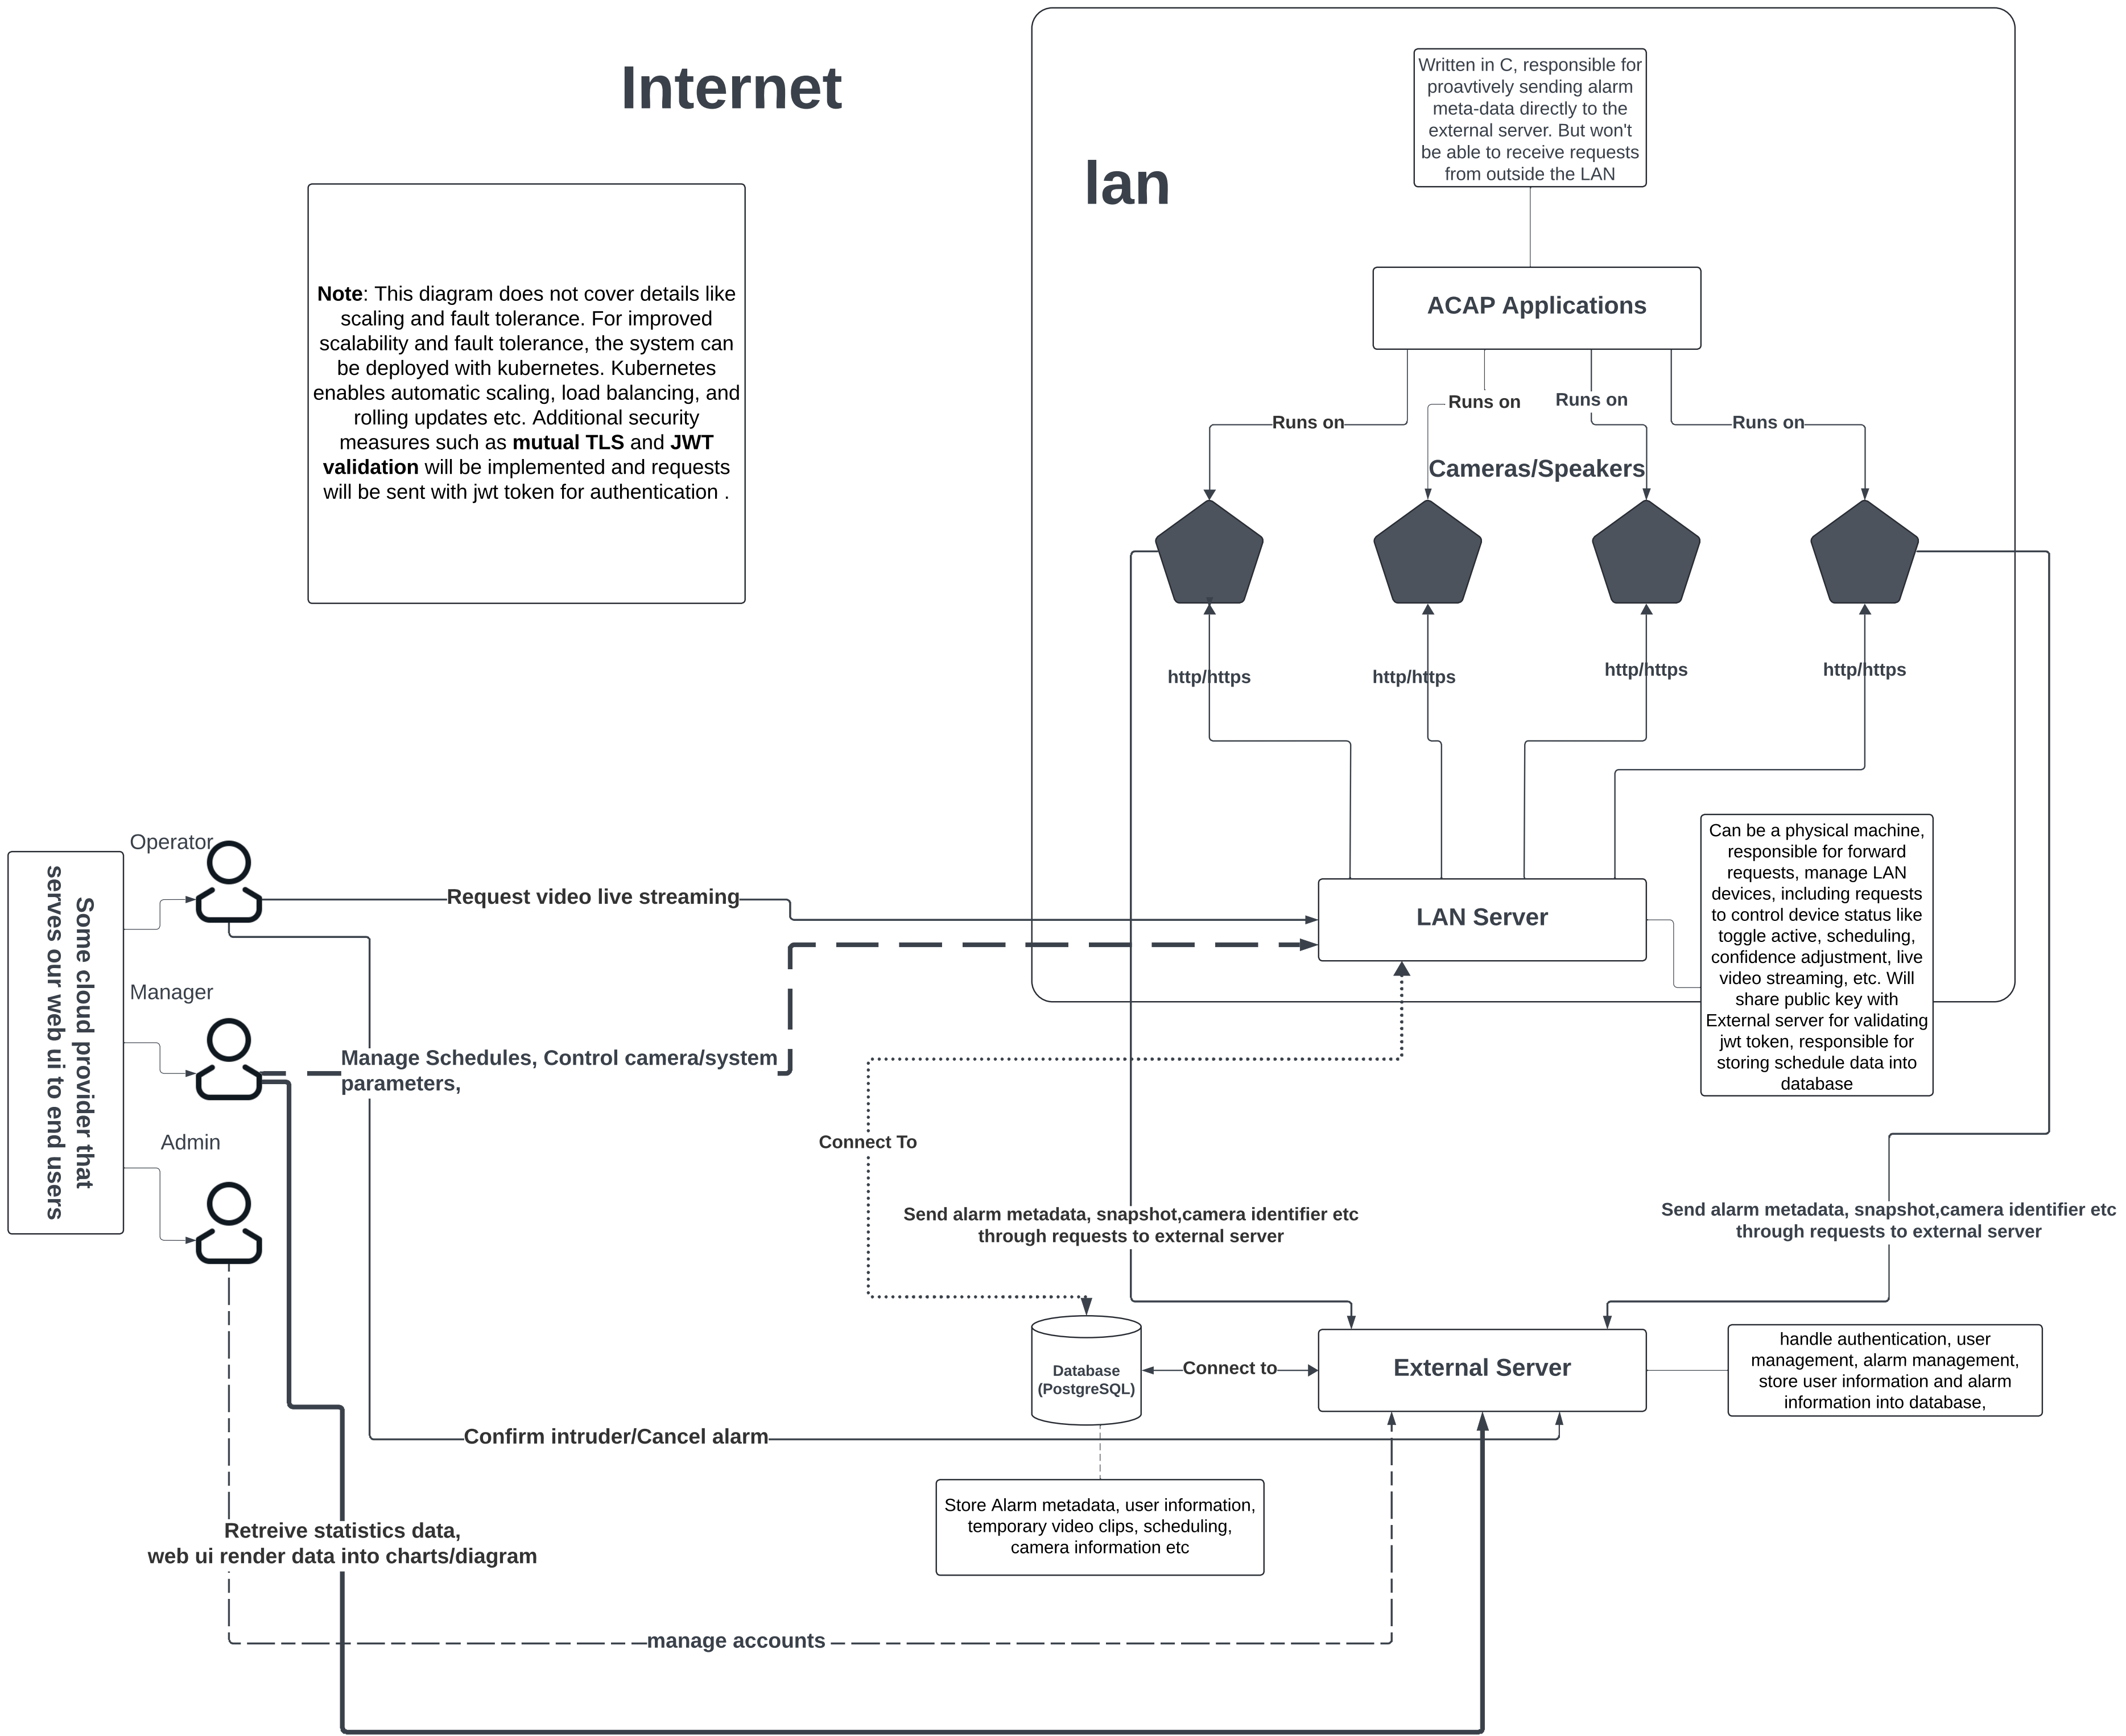 Internet
lan
Written in C, responsible for
proavtively sending alarm
meta-data directly to the
external server. But won't
be able to receive requests
from outside the LAN
Note: This diagram does not cover details like
scaling and fault tolerance. For improved
scalability and fault tolerance, the system can
be deployed with kubernetes. Kubernetes
enables automatic scaling, load balancing, and
rolling updates etc. Additional security
measures such as mutual TLS and JWT
validation will be implemented and requests
will be sent with jwt token for authentication .
ACAP Applications
Runs on
Runs on
Runs on
Runs on
Cameras/Speakers
http/https
http/https
http/https
http/https
Some cloud provider that
serves our web ui to end users
Operator
Manager
Admin
Request video live streaming
LAN Server
Can be a physical machine,
responsible for forward
requests, manage LAN
devices, including requests
to control device status like
toggle active, scheduling,
confidence adjustment, live
video streaming, etc. Will
share public key with
External server for validating
jwt token, responsible for
storing schedule data into
database
Manage Schedules, Control camera/system
parameters,
Connect To
Send alarm metadata, snapshot,camera identifier etc
through requests to external server
Send alarm metadata, snapshot,camera identifier etc
through requests to external server
Database
(PostgreSQL)
Connect to
External Server
handle authentication, user
management, alarm management,
store user information and alarm
information into database,
Confirm intruder/Cancel alarm
Store Alarm metadata, user information,
temporary video clips, scheduling,
camera information etc
Retreive statistics data,
web ui render data into charts/diagram
manage accounts